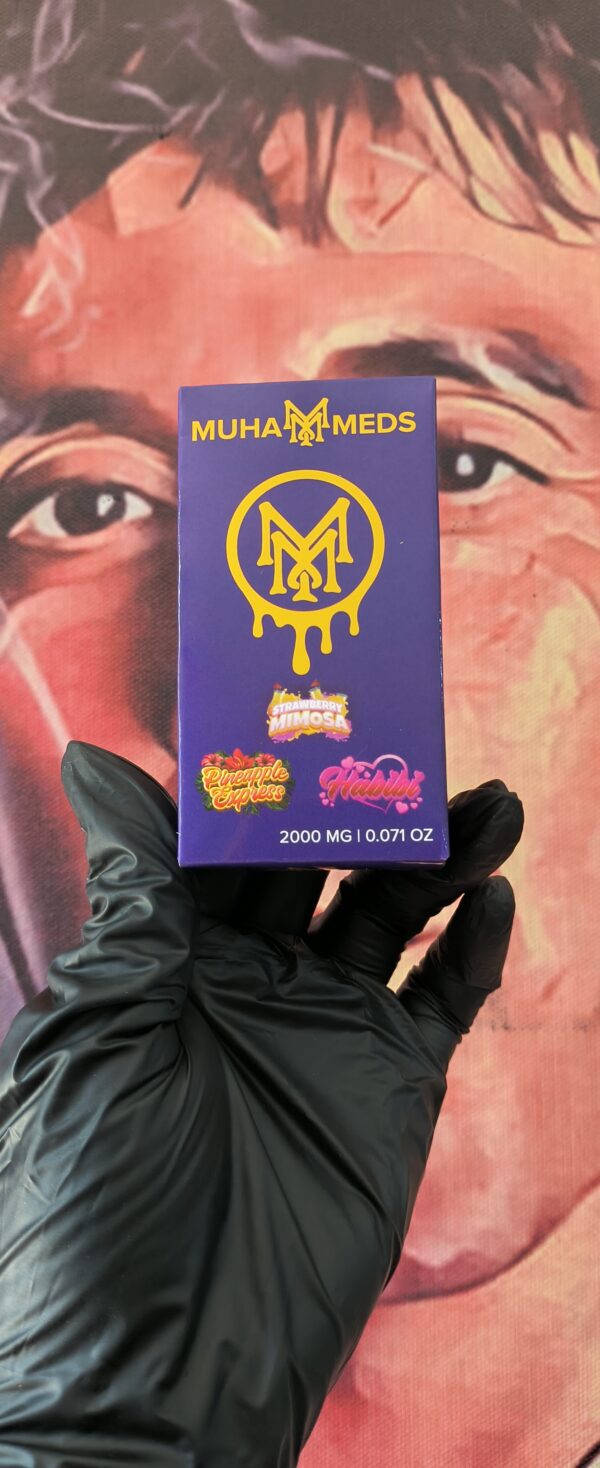 MUHA MEDS
STRAWBERRY
MIMOSA
Pineapple
Express
Habibi
2000 MG | 0.071 OZ